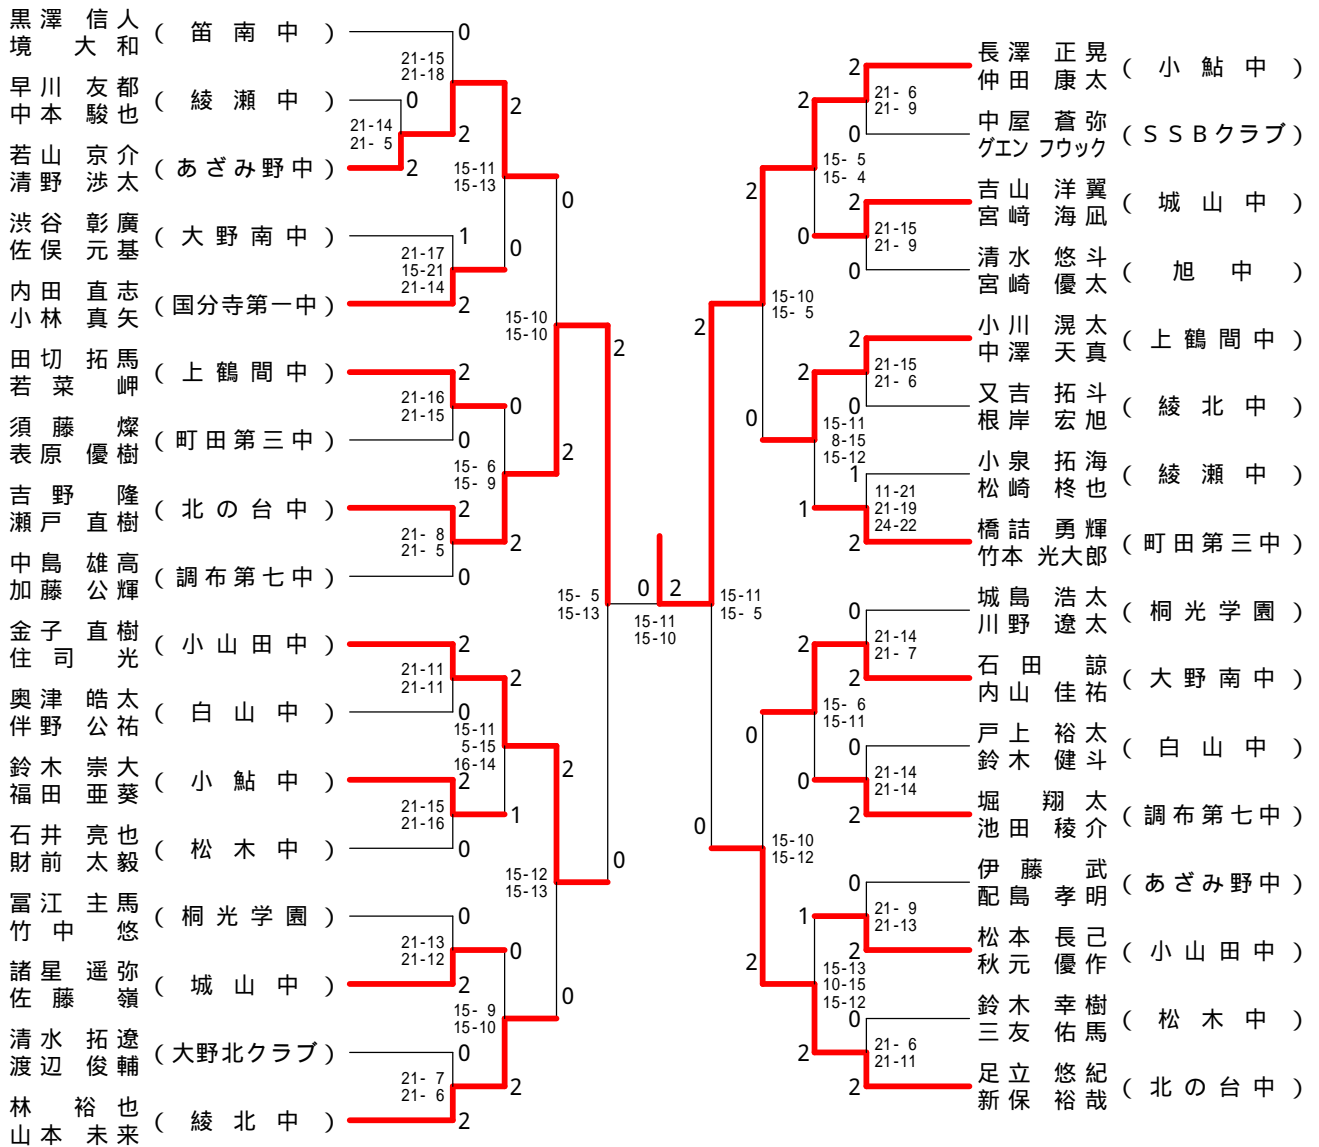 黒澤 信人
境 大和
(笛南中)
0
21-15
21-18
早川 友都
中本 駿也
(綾瀬中)
0
2
21-14
21- 5
2
若山 京介
清野 渉太
(あざみ野中)
2
15-11
15-13
0
渋谷 彰廣
佐俣 元基
(大野南中)
1
0
21-17
15-21
21-14
内田 直志
小林 真矢
(国分寺第一中)
2
15-10
15-10
2
田切 拓馬
若菜 岬
(上鶴間中)
2
21-16
21-15
0
須藤 燦
表原 優樹
(町田第三中)
0
15- 6
15- 9
2
吉野 隆
瀬戸 直樹
(北の台中)
2
21- 8
21- 5
2
中島 雄高
加藤 公輝
(調布第七中)
0
15- 5
15-13
金子 直樹
住司 光
(小山田中)
2
21-11
21-11
2
奥津 皓太
伴野 公祐
(白山中)
0
15-11
5-15
16-14
2
鈴木 崇大
福田 亜葵
(小鮎中)
2
21-15
21-16
1
石井 亮也
財前 太毅
(松木中)
0
15-12
15-13
0
冨江 主馬
竹中 悠
(桐光学園)
0
21-13
21-12
0
諸星 遥弥
佐藤 嶺
(城山中)
2
15- 9
15-10
0
清水 拓遼
渡辺 俊輔
(大野北クラブ)
0
21- 7
21- 6
2
林 裕也
山本 未来
(綾北中)
2
0 2
15-11
15-10
長澤 正晃
仲田 康太
(小鮎中)
2
21- 6
21- 9
2
中屋 蒼弥
グエン フウック
(SSBクラブ)
0
15- 5
15- 4
2
吉山 洋翼
宮﨑 海凪
(城山中)
2
21-15
21- 9
0
清水 悠斗
宮崎 優太
(旭中)
0
15-10
15- 5
2
小川 滉太
中澤 天真
(上鶴間中)
2
21-15
21- 6
2
又吉 拓斗
根岸 宏旭
(綾北中)
0
15-11
8-15
15-12
0
小泉 拓海
松崎 柊也
(綾瀬中)
1
11-21
21-19
24-22
1
橋詰 勇輝
竹本 光大郎
(町田第三中)
2
15-11
15- 5
城島 浩太
川野 遼太
(桐光学園)
0
21-14
21- 7
2
石田 諒
内山 佳祐
(大野南中)
2
15- 6
15-11
0
戸上 裕太
鈴木 健斗
(白山中)
0
21-14
21-14
0
堀 翔太
池田 稜介
(調布第七中)
2
15-10
15-12
0
伊藤 武
配島 孝明
(あざみ野中)
0
21- 9
21-13
1
松本 長己
秋元 優作
(小山田中)
2
15-13
10-15
15-12
2
鈴木 幸樹
三友 佑馬
(松木中)
0
21- 6
21-11
2
足立 悠紀
新保 裕哉
(北の台中)
2